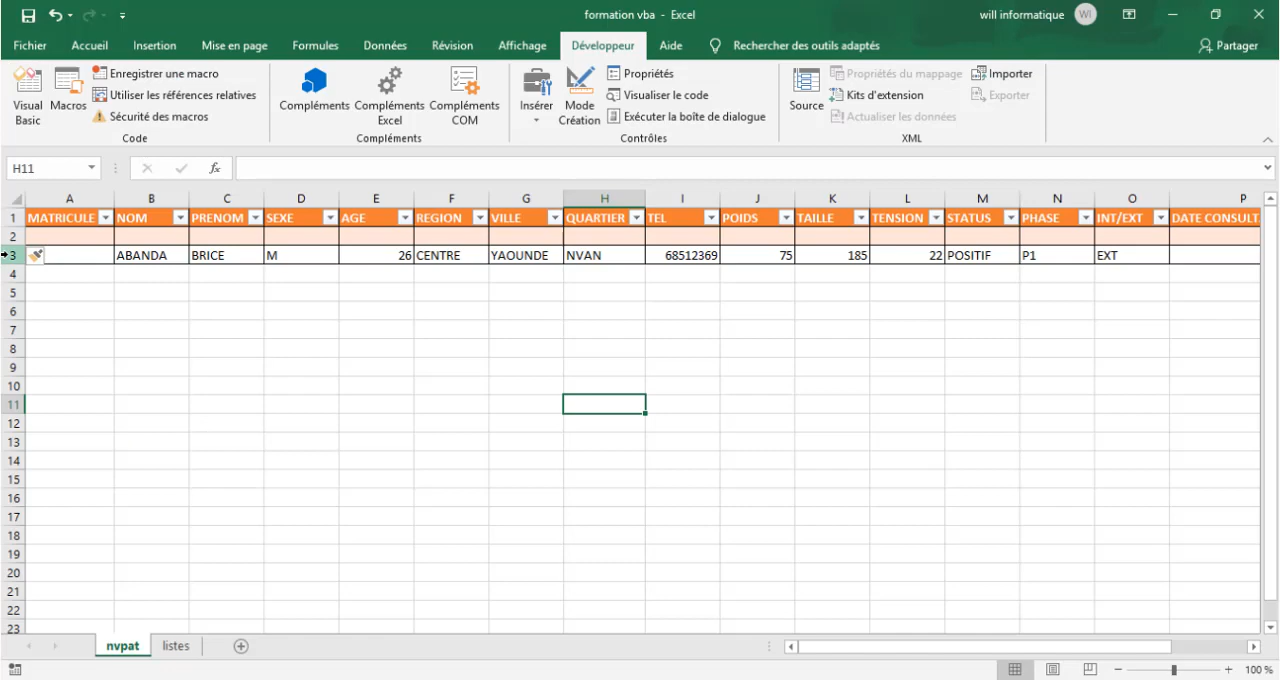 formation vba - Excel
will informatique WI
Fichier Accueil Insertion Mise en page Formules Données Révision Affichage Développeur Aide Rechercher des outils adaptés Partager
Visual Basic
Macros
Enregistrer une macro
Utiliser les références relatives
Sécurité des macros
Code
Compléments
Compléments Excel
Compléments COM
Compléments
Insérer
Mode Création
Propriétés
Visualiser le code
Exécuter la boîte de dialogue
Contrôles
Source
Propriétés du mappage
Kits d'extension
Actualiser les données
Importer
Exporter
XML
H11 fx
A B C D E F G H I J K L M N O P
1 MATRICULE NOM PRENOM SEXE AGE REGION VILLE QUARTIER TEL POIDS TAILLE TENSION STATUS PHASE INT/EXT DATE CONSULT
2
3 ABANDA BRICE M 26 CENTRE YAOUNDE NVAN 68512369 75 185 22 POSITIF P1 EXT
4
5
6
7
8
9
10
11
12
13
14
15
16
17
18
19
20
21
22
23
nvpat listes
100 %